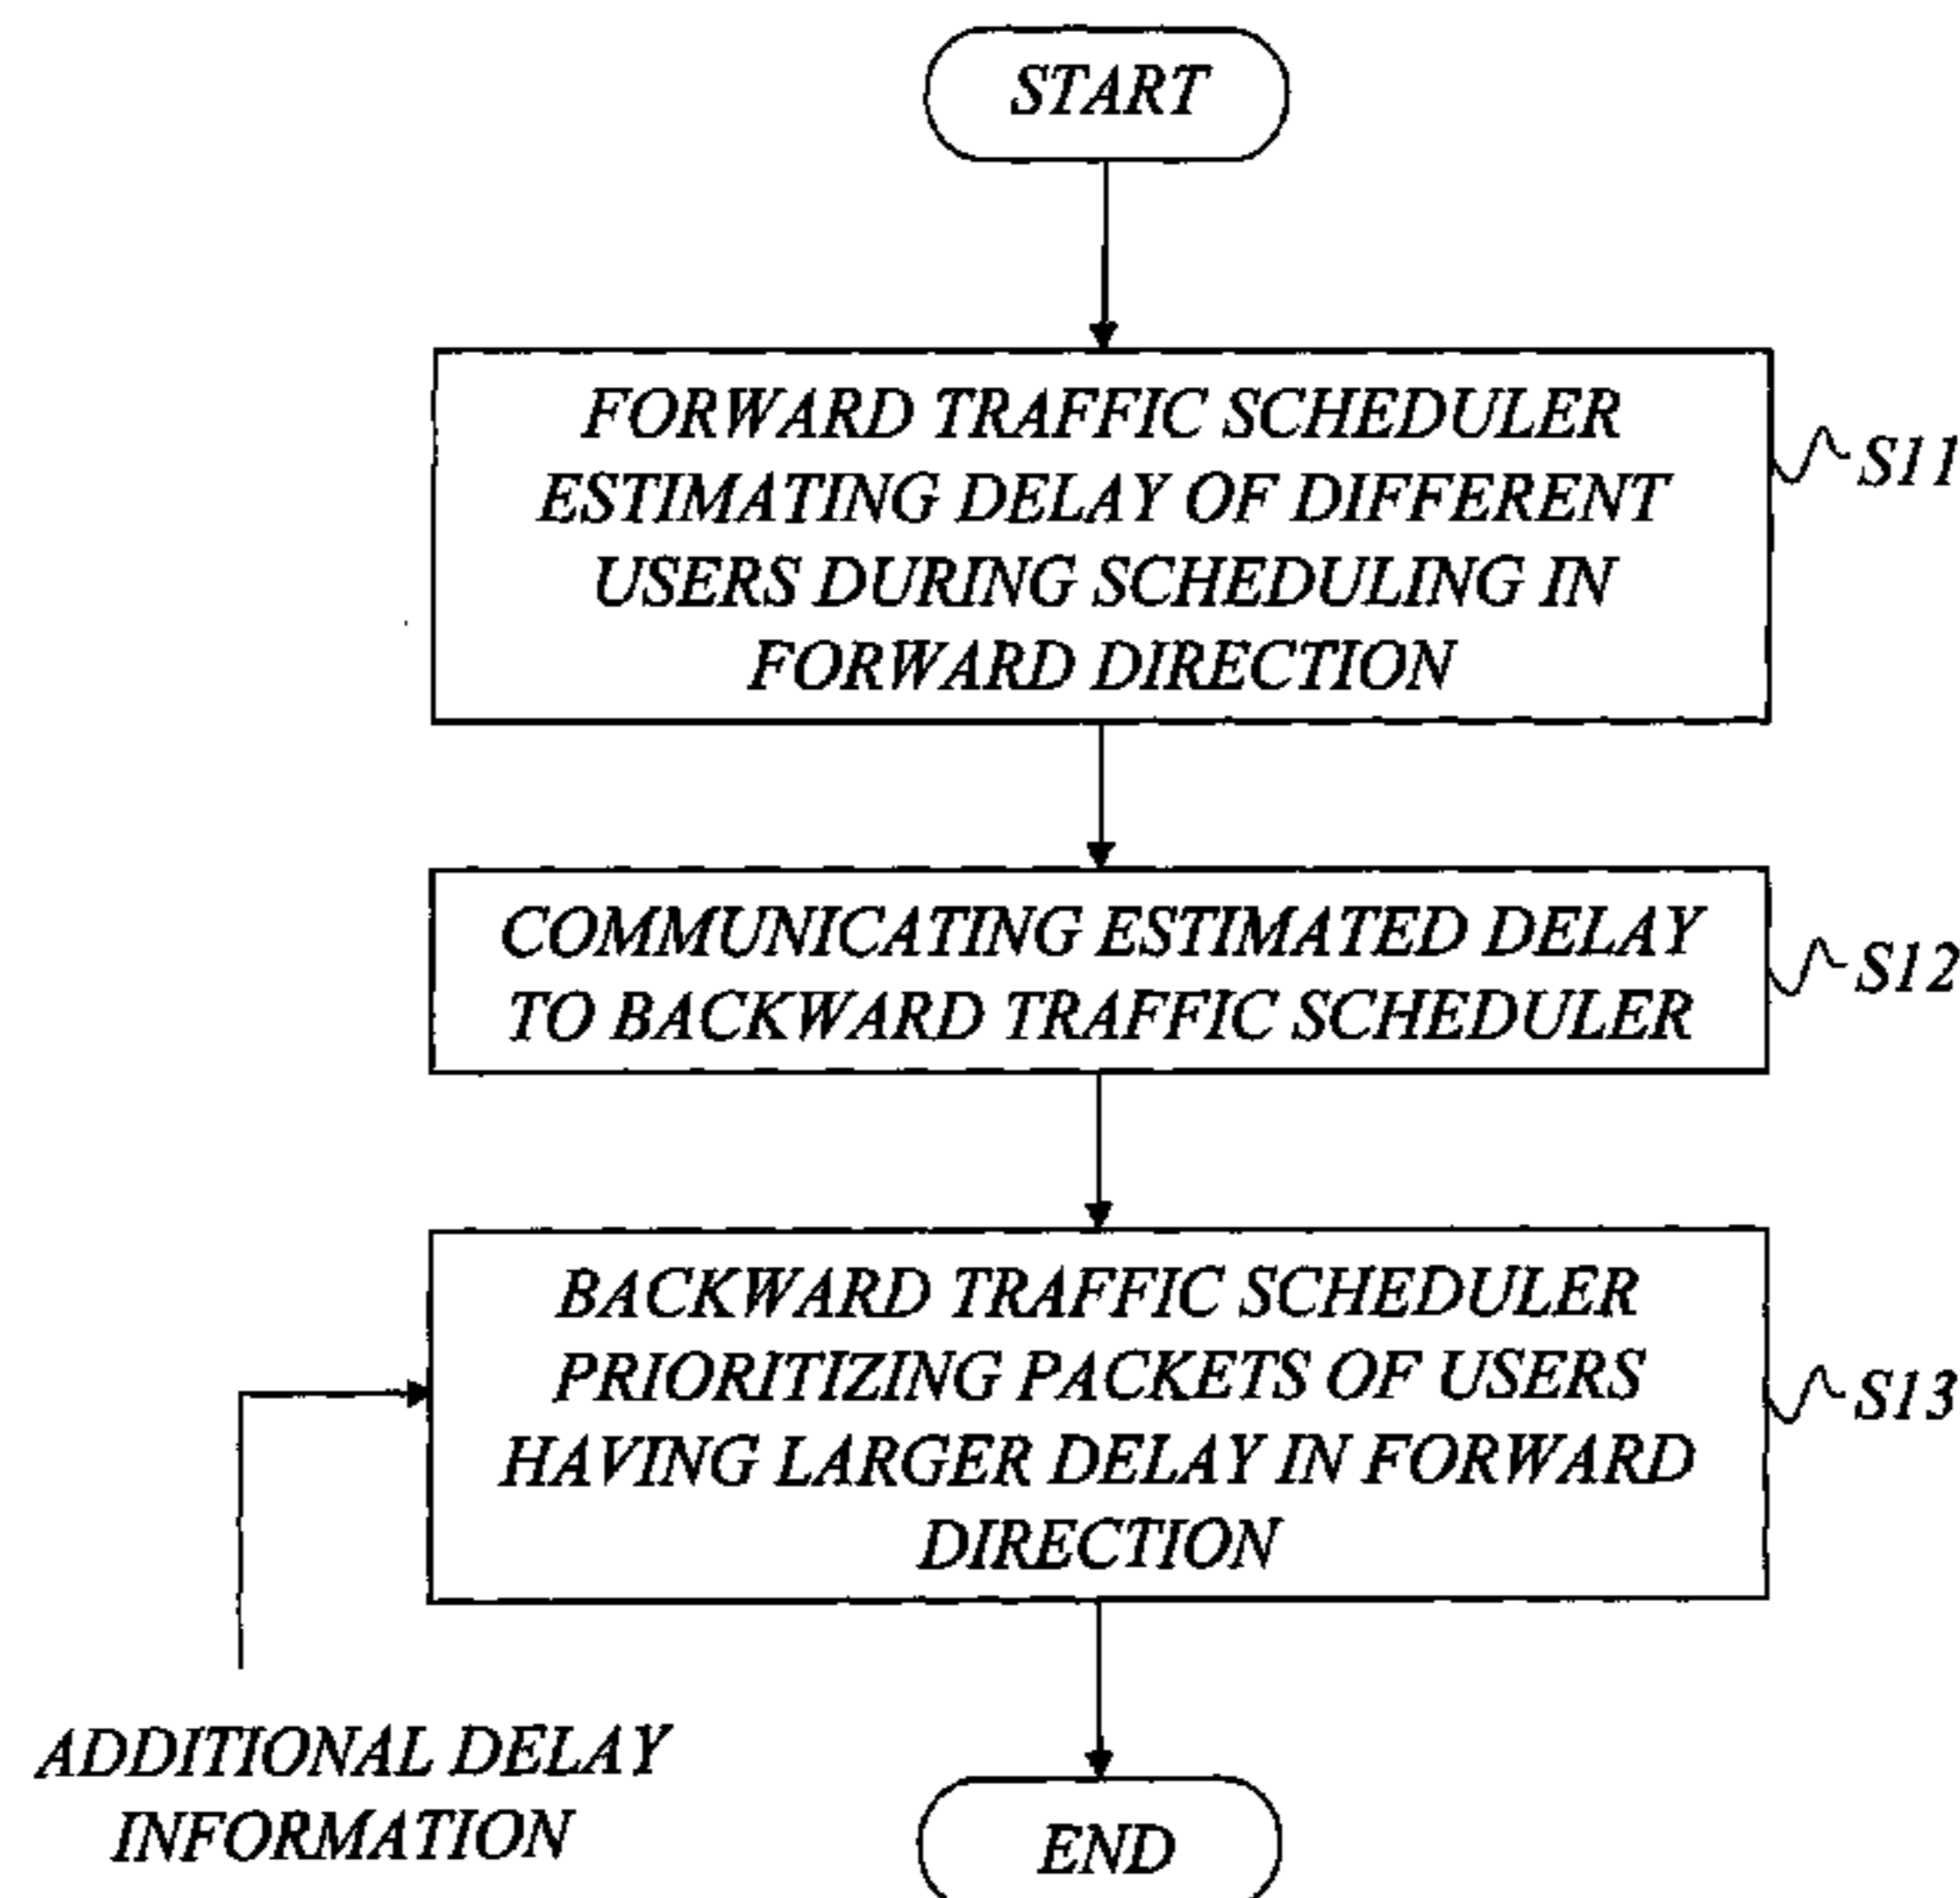 START
FORWARD TRAFFIC SCHEDULER
ESTIMATING DELAY OF DIFFERENT
USERS DURING SCHEDULING IN
FORWARD DIRECTION
S11
COMMUNICATING ESTIMATED DELAY
TO BACKWARD TRAFFIC SCHEDULER
S12
BACKWARD TRAFFIC SCHEDULER
PRIORITIZING PACKETS OF USERS
HAVING LARGER DELAY IN FORWARD
DIRECTION
S13
ADDITIONAL DELAY
INFORMATION
END